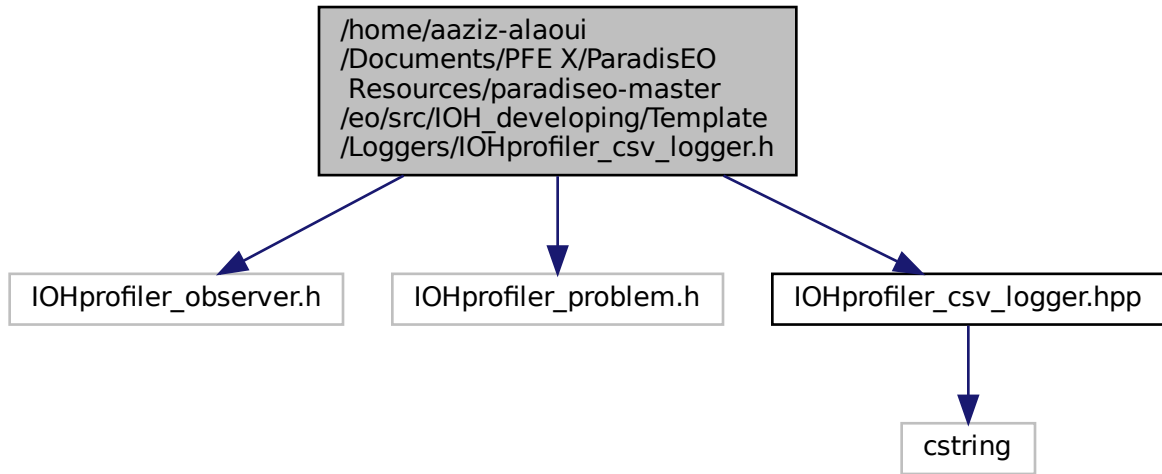 /home/aaziz-alaoui
/Documents/PFE X/ParadisEO
Resources/paradiseo-master
/eo/src/IOH_developing/Template
/Loggers/IOHprofiler_csv_logger.h
IOHprofiler_observer.h
IOHprofiler_problem.h
IOHprofiler_csv_logger.hpp
cstring